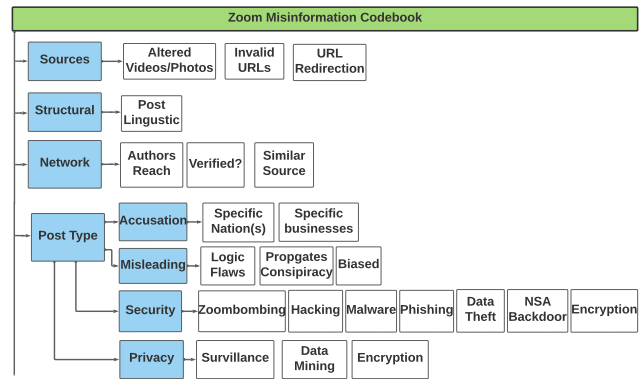 Zoom Misinformation Codebook
Sources
Altered
Videos/Photos
Invalid
URLs
URL
Redirection
Structural
Post
Lingustic
Network
Authors
Reach
Verified?
Similar
Source
Post Type
Accusation
Specific
Nation(s)
Specific
businesses
Misleading
Logic
Flaws
Propgates
Consipiracy
Biased
Security
Zoombombing
Hacking
Malware
Phishing
Data
Theft
NSA
Backdoor
Encryption
Privacy
Survillance
Data
Mining
Encryption